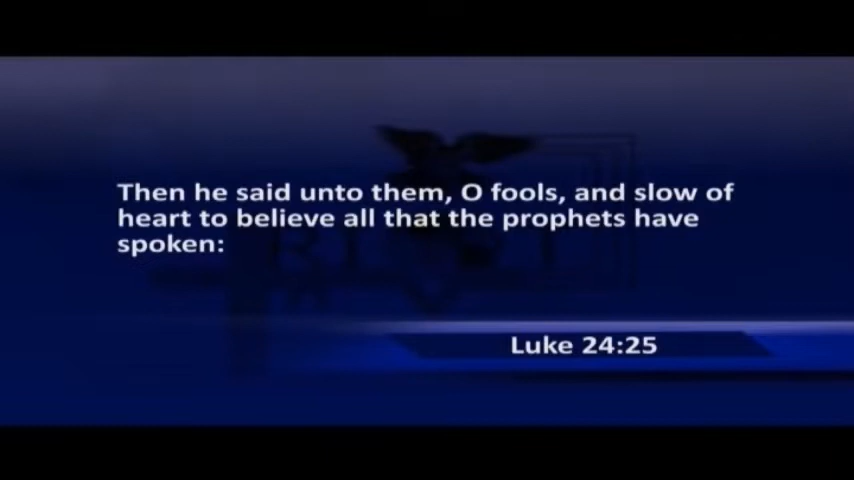 Then he said unto them, O fools, and slow of
heart to believe all that the prophets have
spoken:
Luke 24:25